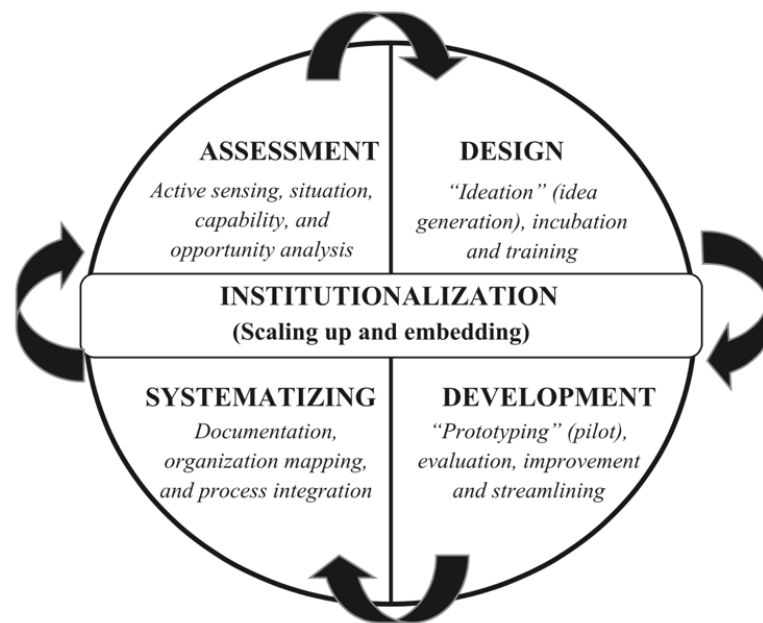 ASSESSMENT
Active sensing, situation,
capability, and
opportunity analysis
DESIGN
“Ideation” (idea
generation), incubation
and training
INSTITUTIONALIZATION
(Scaling up and embedding)
SYSTEMATIZING
Documentation,
organization mapping,
and process integration
DEVELOPMENT
“Prototyping” (pilot),
evaluation, improvement
and streamlining